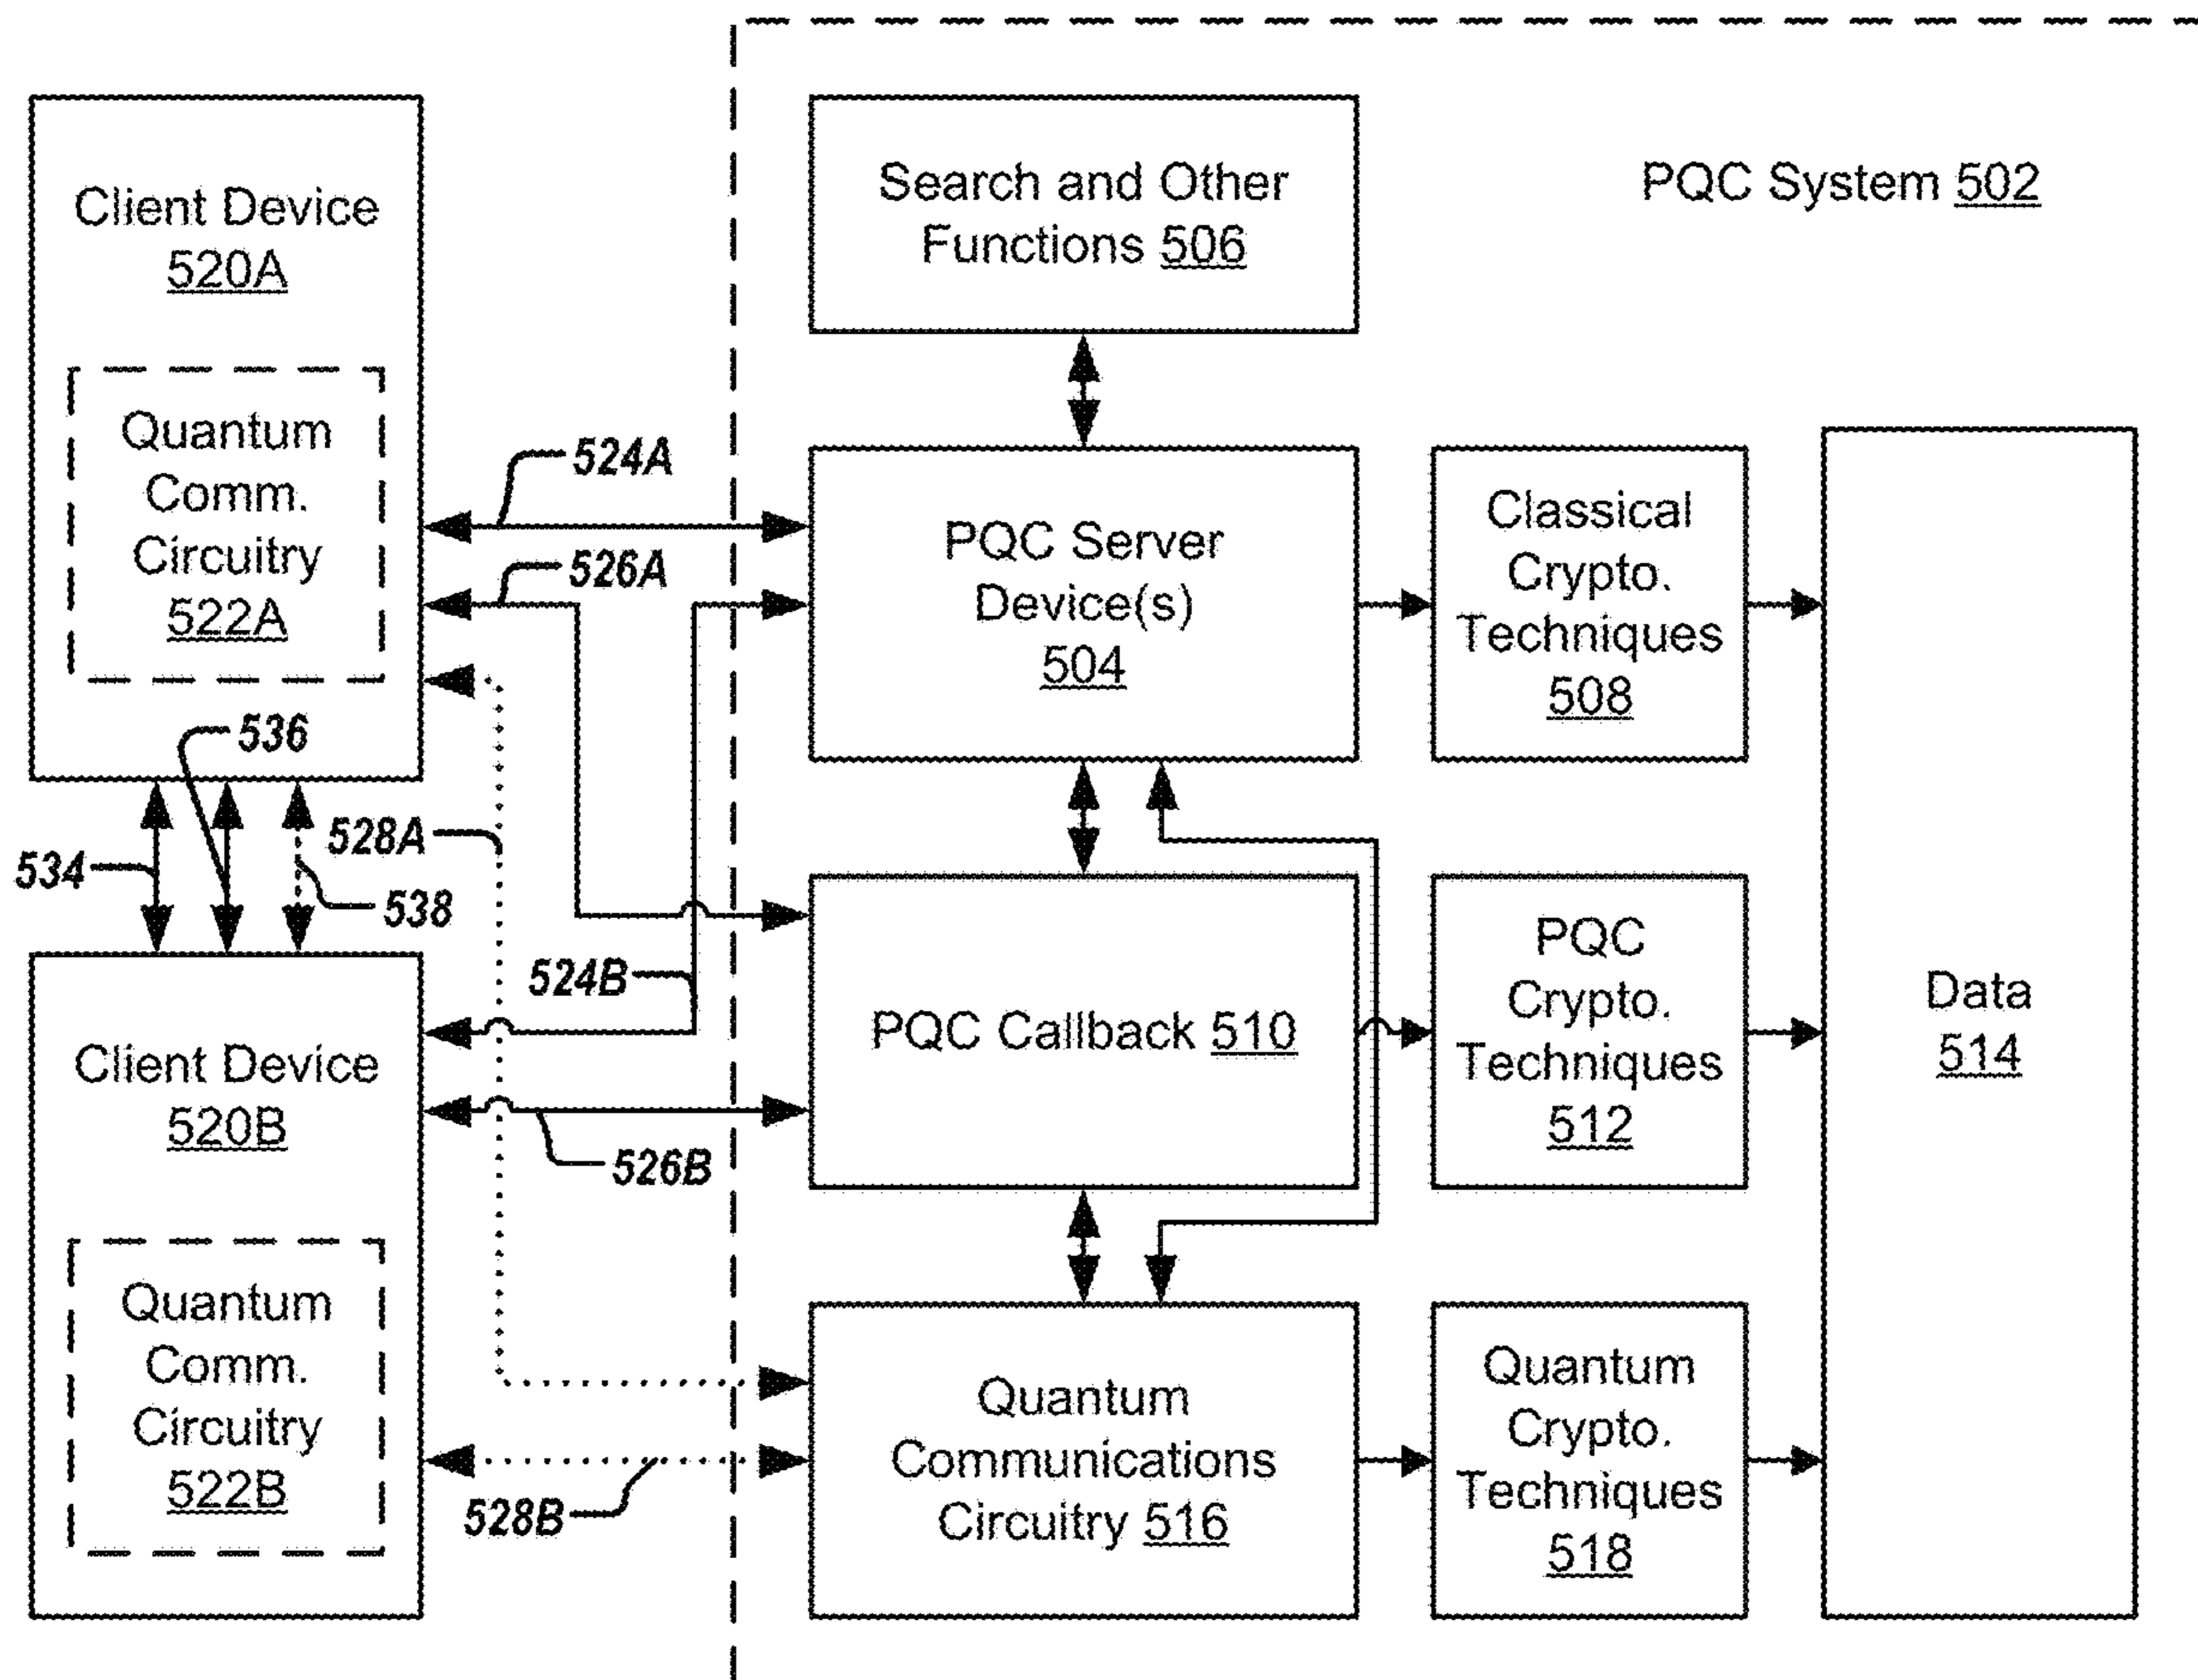 Client Device
520A
Quantum
Comm.
Circuitry
522A
524A
526A
536
534
528A
538
524B
Client Device
520B
526B
Quantum
Comm.
Circuitry
522B
528B
PQC System 502
Search and Other
Functions 506
PQC Server
Device(s)
504
Classical
Crypto.
Techniques
508
PQC Callback 510
PQC
Crypto.
Techniques
512
Data
514
Quantum
Communications
Circuitry 516
Quantum
Crypto.
Techniques
518